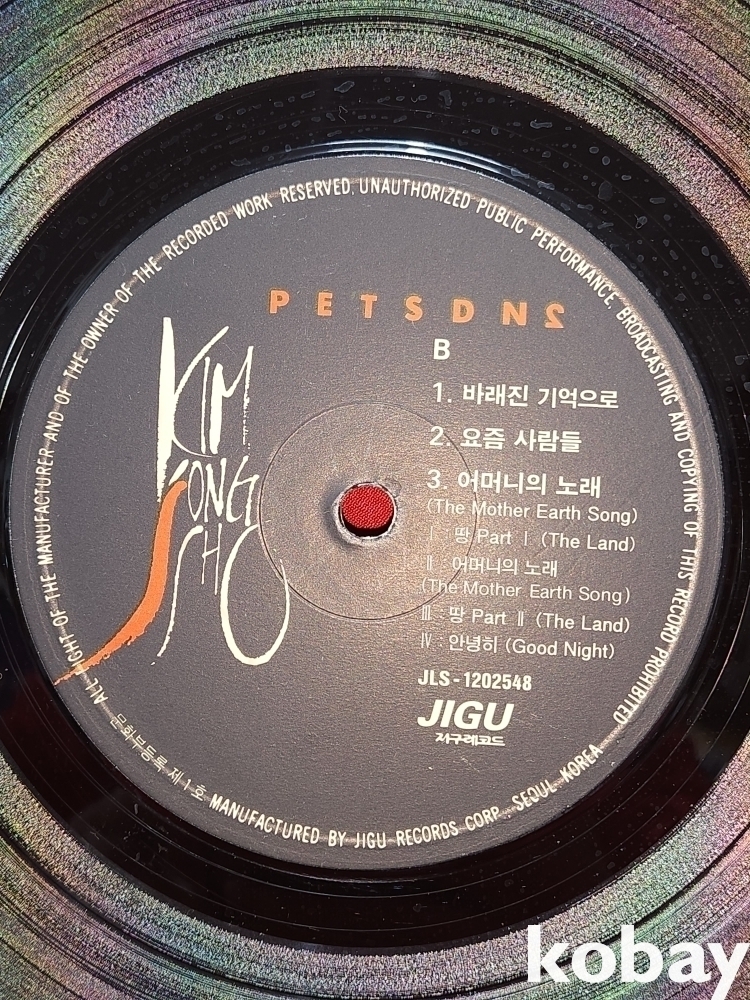 ALL RIGHT OF THE MANUFACTURER AND OF THE OWNER OF THE RECORDED WORK RESERVED. UNAUTHORIZED PUBLIC PERFORMANCE, BROADCASTING AND COPYING OF THIS RECORD PROHIBITED
PETSDNS
KIM
JONG
SHO
B
1. 바래진 기억으로
2. 요즘 사람들
3. 어머니의 노래
(The Mother Earth Song)
Ⅰ : 땅 Part Ⅰ (The Land)
Ⅱ : 어머니의 노래
(The Mother Earth Song)
Ⅲ : 땅 Part Ⅱ (The Land)
Ⅳ : 안녕히 (Good Night)
JLS-1202548
JIGU
지구레코드
문화부등록 제1호 MANUFACTURED BY JIGU RECORDS CORP. SEOUL KOREA
kobay